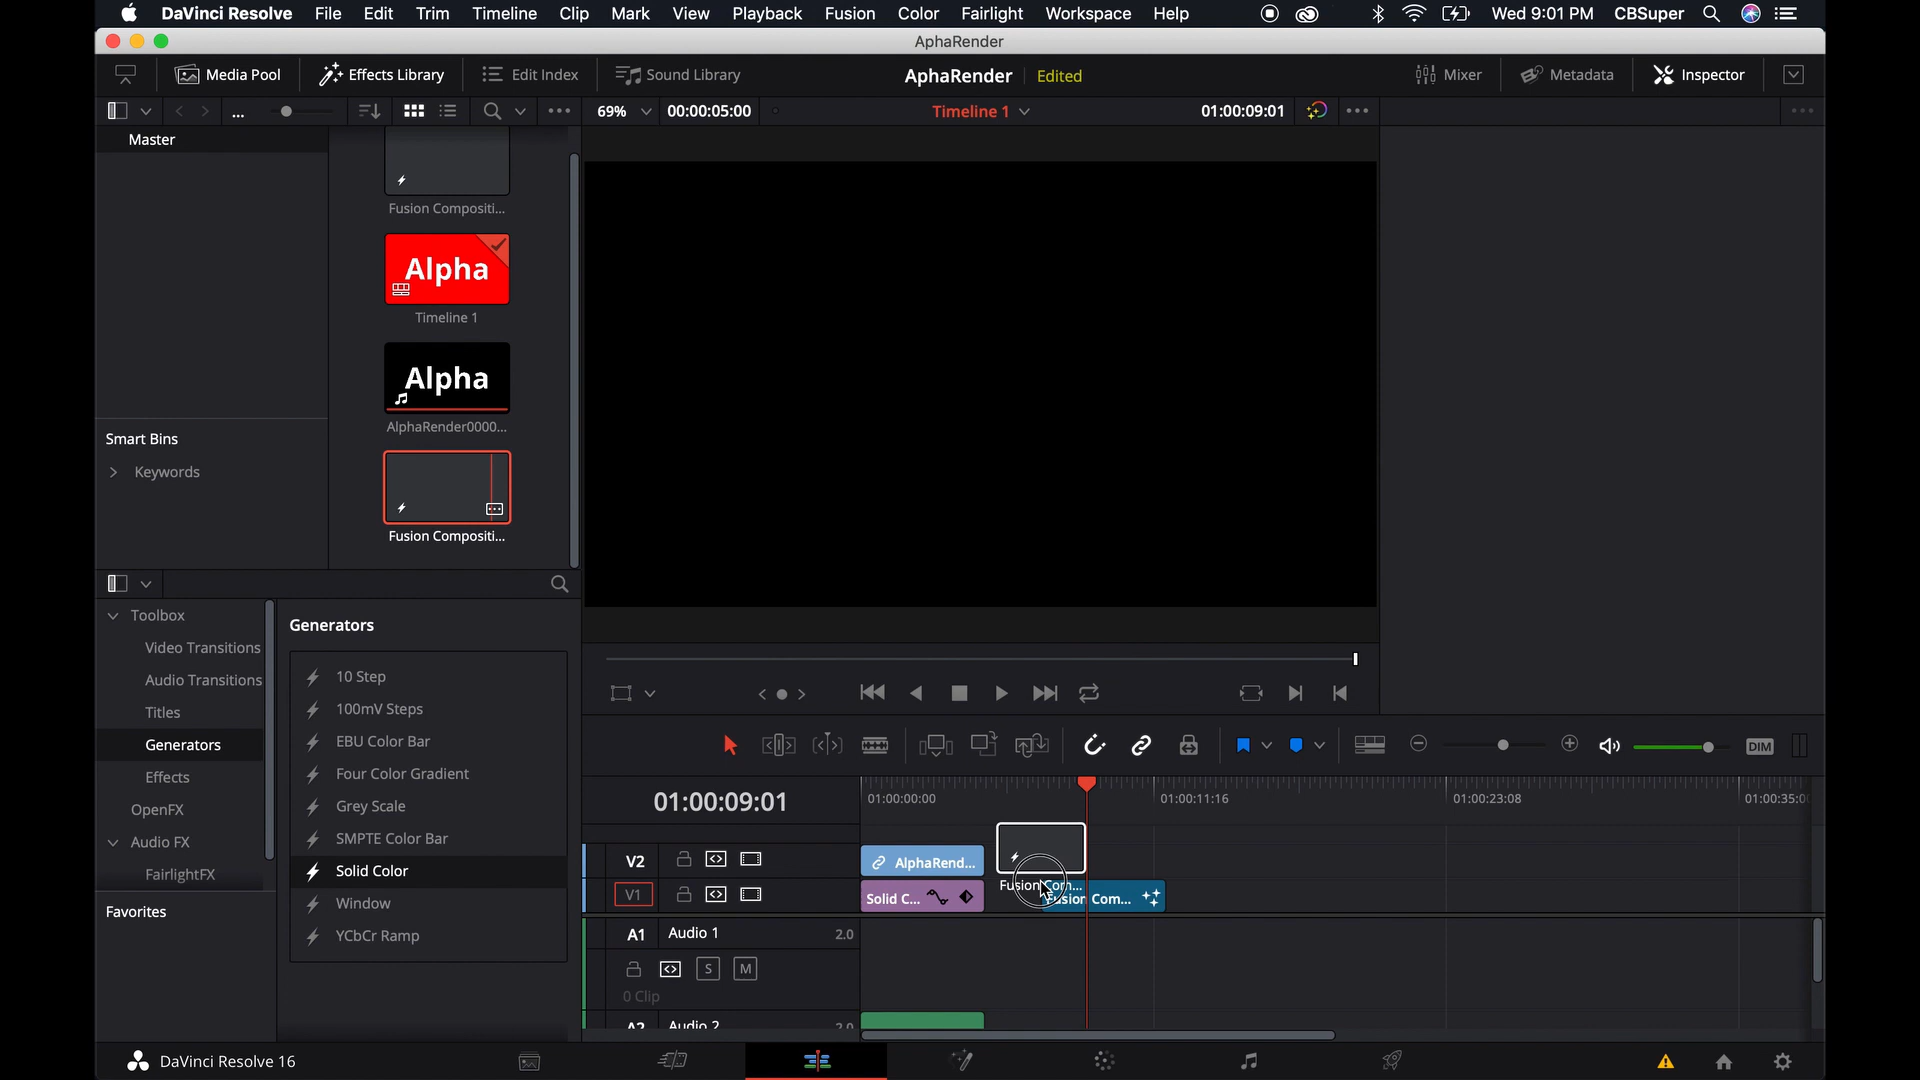 DaVinci Resolve File Edit Trim Timeline Clip Mark View Playback Fusion Color Fairlight Workspace Help Wed 9:01 PM CBSuper
AphaRender
Media Pool Effects Library Edit Index Sound Library AphaRender Edited Mixer Metadata Inspector
... 69% 00:00:05:00 Timeline 1 01:00:09:01
Master
Fusion Compositi...
Alpha
Timeline 1
Alpha
AlphaRender0000...
Smart Bins
Keywords
Fusion Compositi...
Toolbox
Video Transitions
Audio Transitions
Titles
Generators
Effects
OpenFX
Audio FX
FairlightFX
Favorites
Generators
10 Step
100mV Steps
EBU Color Bar
Four Color Gradient
Grey Scale
SMPTE Color Bar
Solid Color
Window
YCbCr Ramp
DIM
01:00:09:01 01:00:00:00 01:00:11:16 01:00:23:08 01:00:35:0
V2 AlphaRend...
Fusion Com...
V1 Solid C... Fusion Com...
A1 Audio 1 2.0
S M
0 Clip
A2 Audio 2 2.0
DaVinci Resolve 16